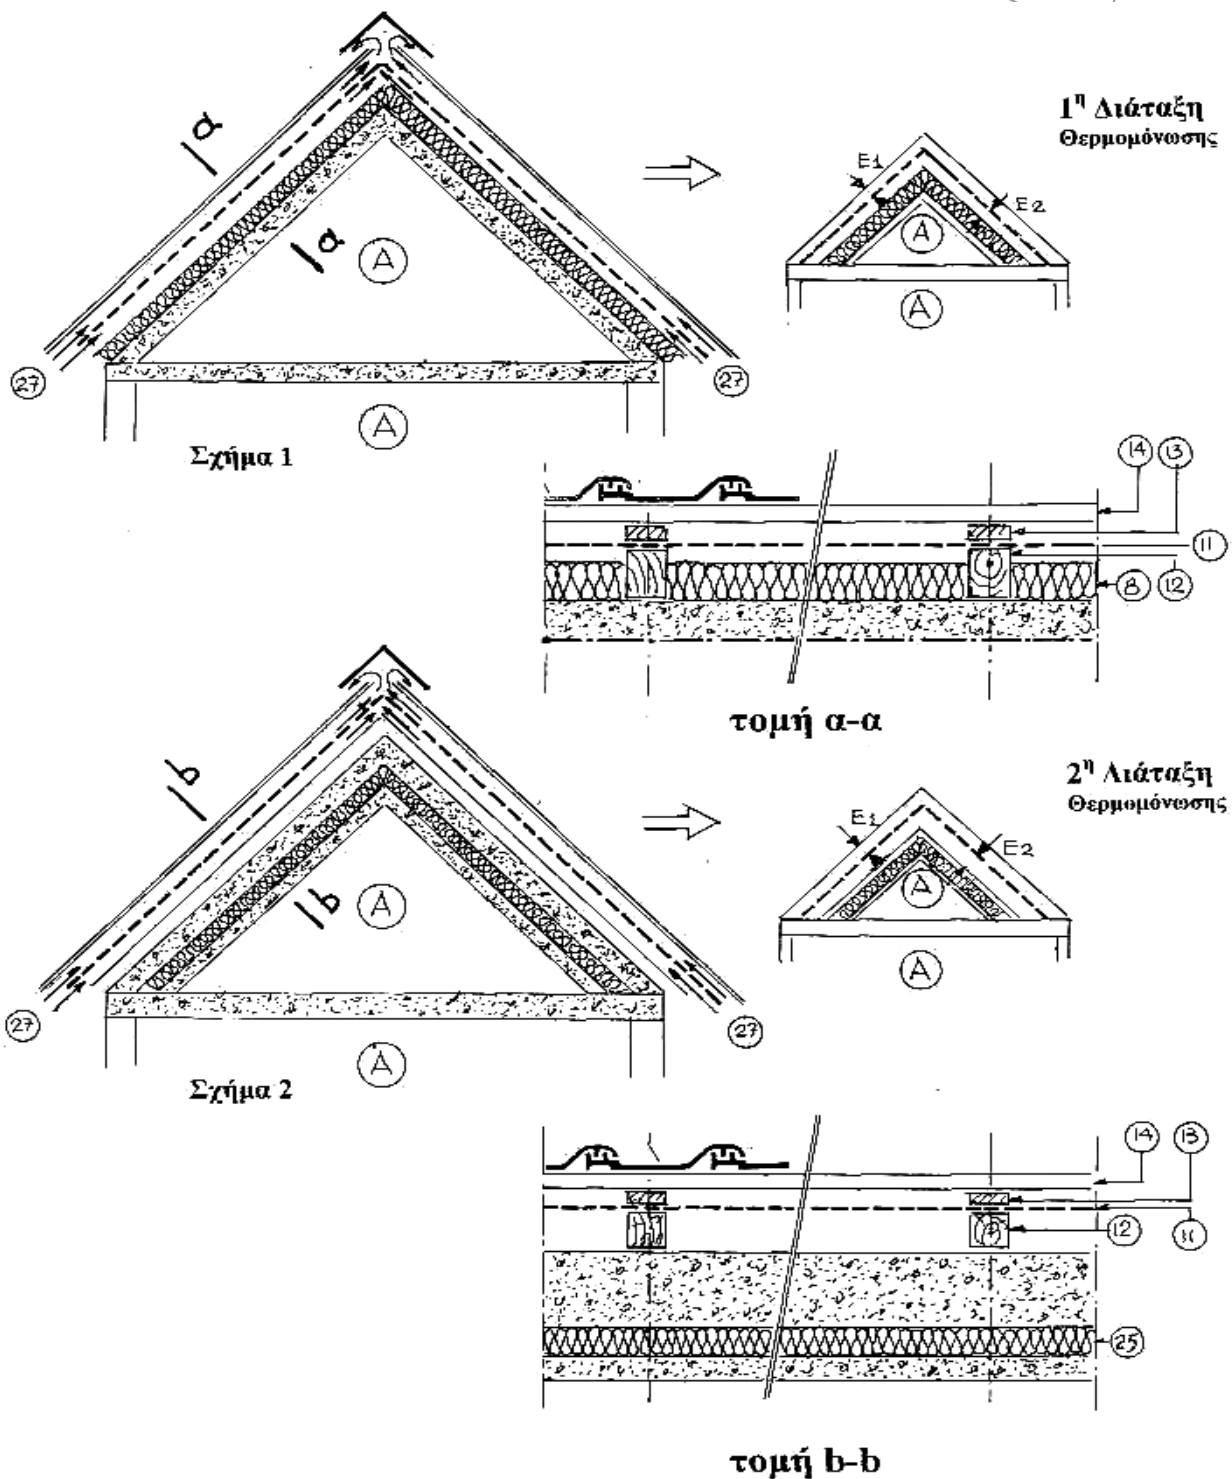 a
1η Διάταξη
Θερμομόνωσης
E1
E2
A
A
a
A
27
27
A
Σχήμα 1
14
13
11
8
12
τομή α-α
b
2η Διάταξη
Θερμομόνωσης
E1
E2
A
A
b
A
27
27
A
Σχήμα 2
14
13
12
11
25
τομή b-b